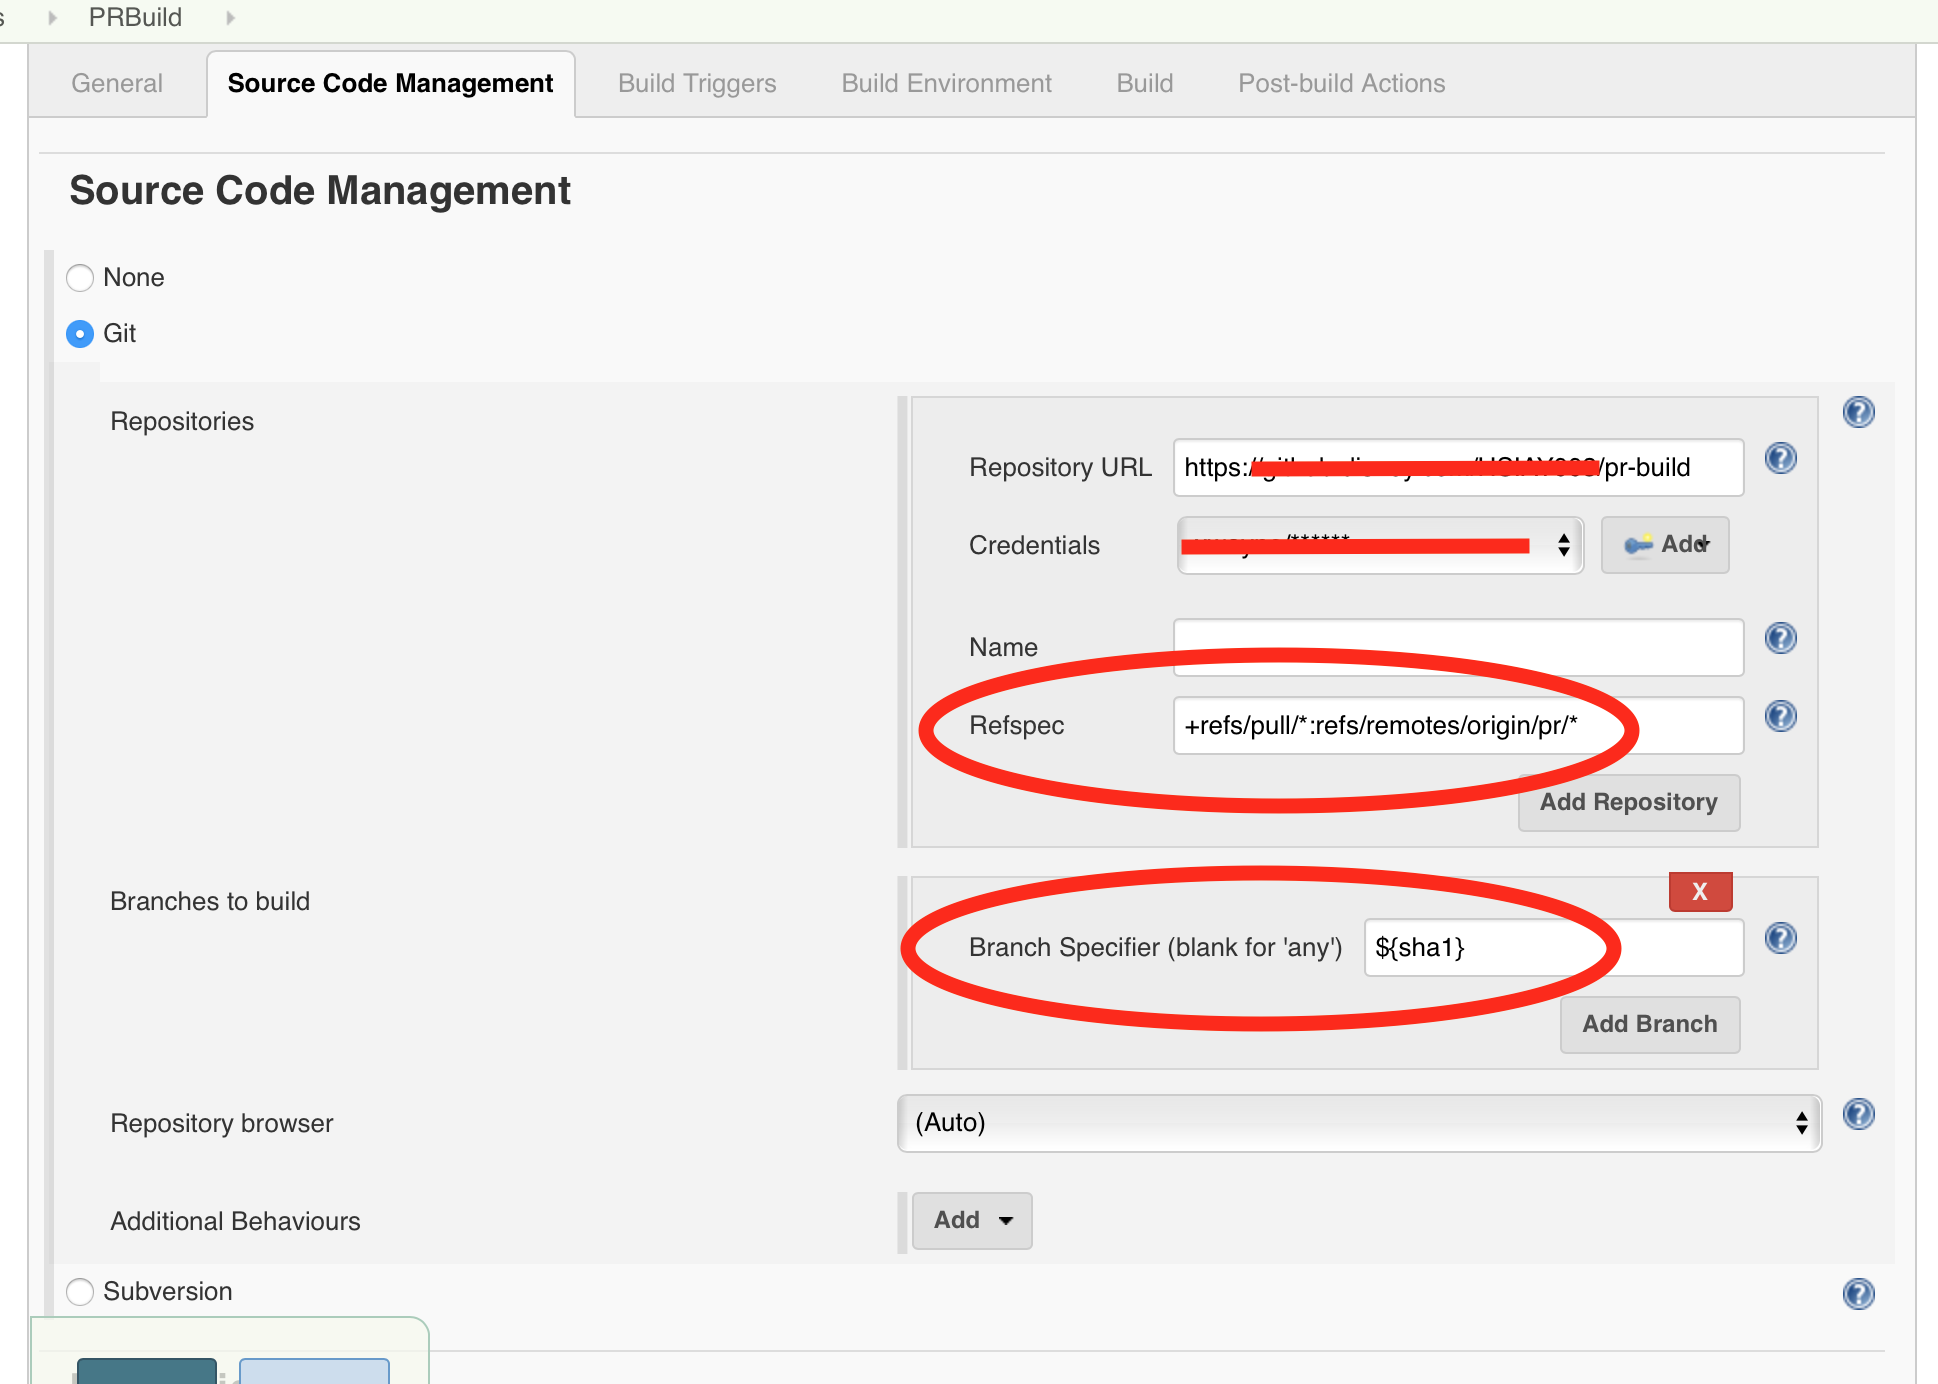 PRBuild
General Source Code Management Build Triggers Build Environment Build Post-build Actions
Source Code Management
None
Git
Repositories
Repository URL https:/ /pr-build
Credentials Add
Name
Refspec +refs/pull/*:refs/remotes/origin/pr/*
Add Repository
Branches to build
X
Branch Specifier (blank for 'any') ${sha1}
Add Branch
Repository browser (Auto)
Additional Behaviours Add
Subversion